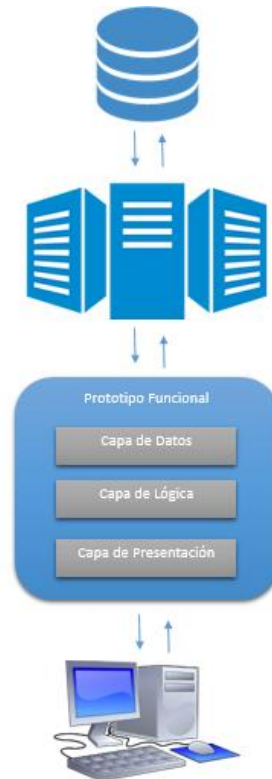 Prototipo Funcional
Capa de Datos
Capa de Lógica
Capa de Presentación